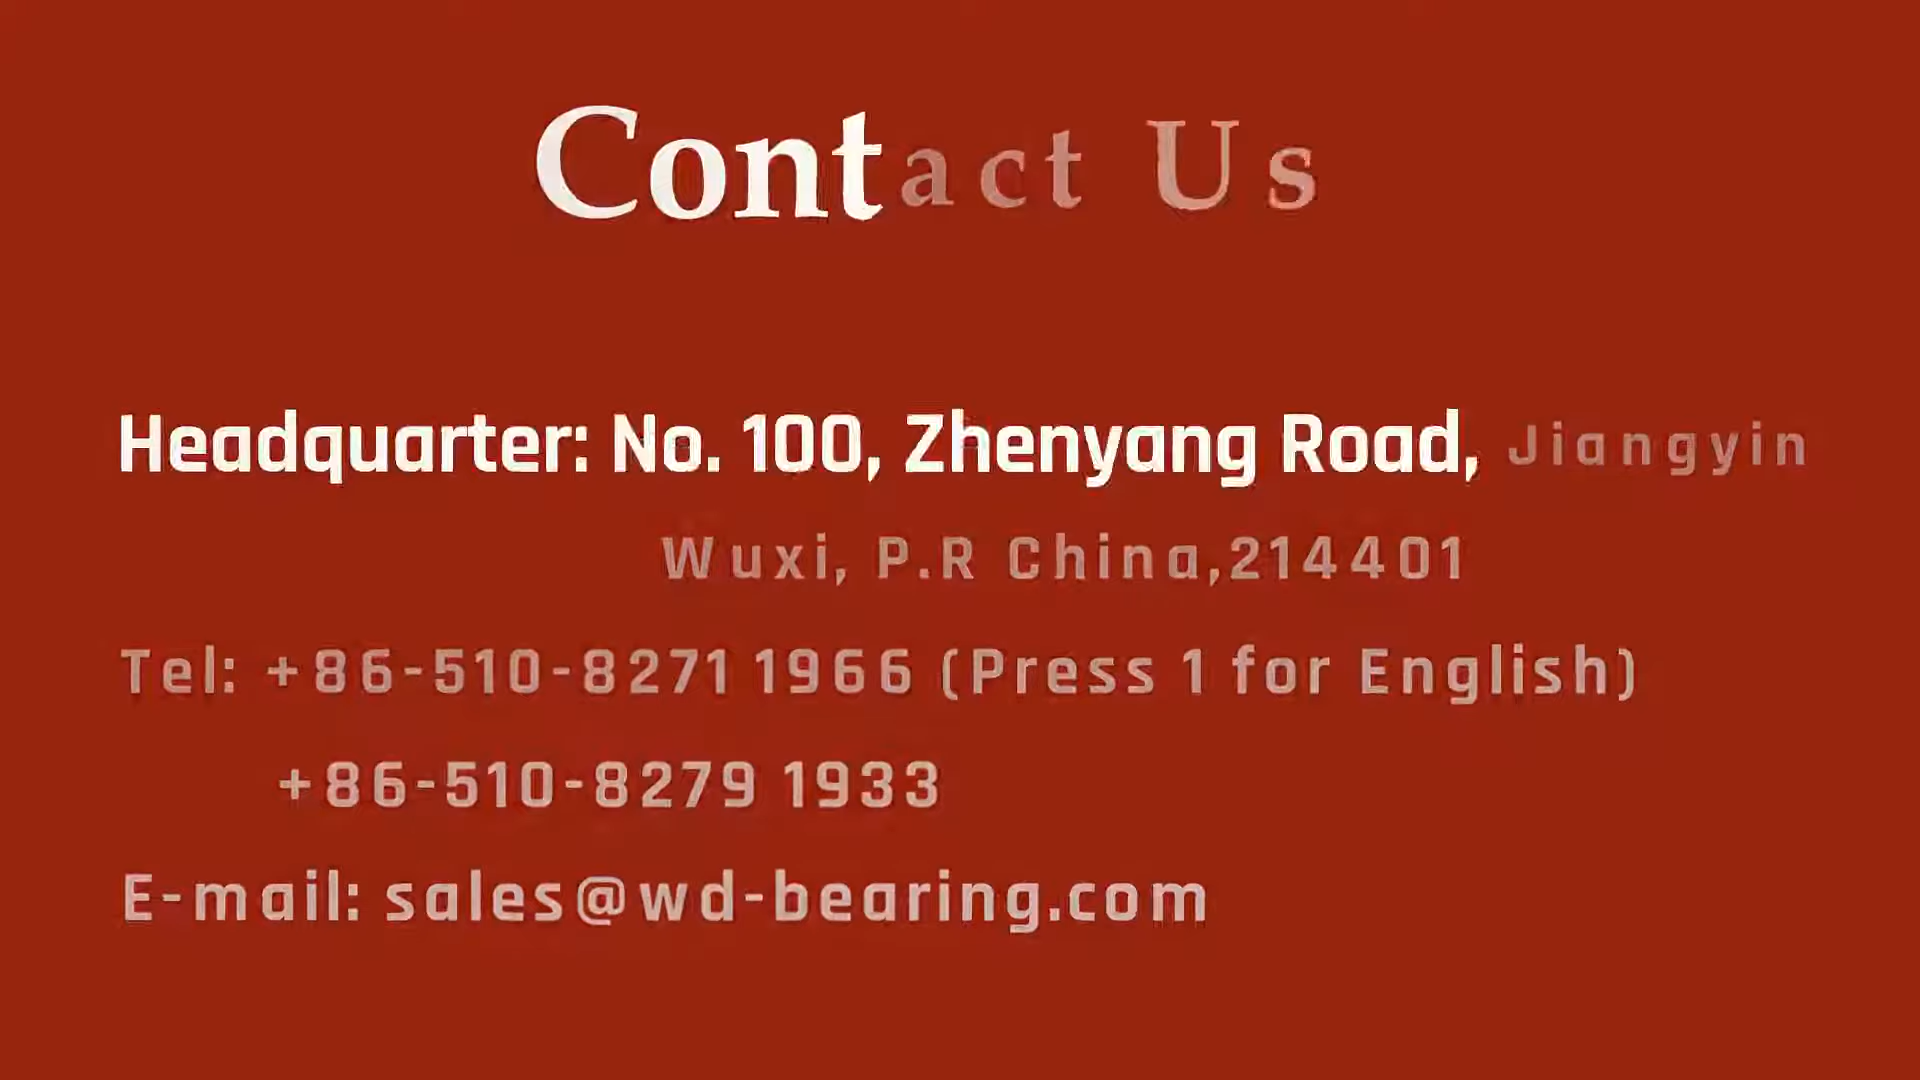 Contact Us
Headquarter: No. 100, Zhenyang Road, Jiangyin
Wuxi, P.R China,214401
Tel: +86-510-8271 1966 (Press 1 for English)
+86-510-8279 1933
E-mail: sales@wd-bearing.com